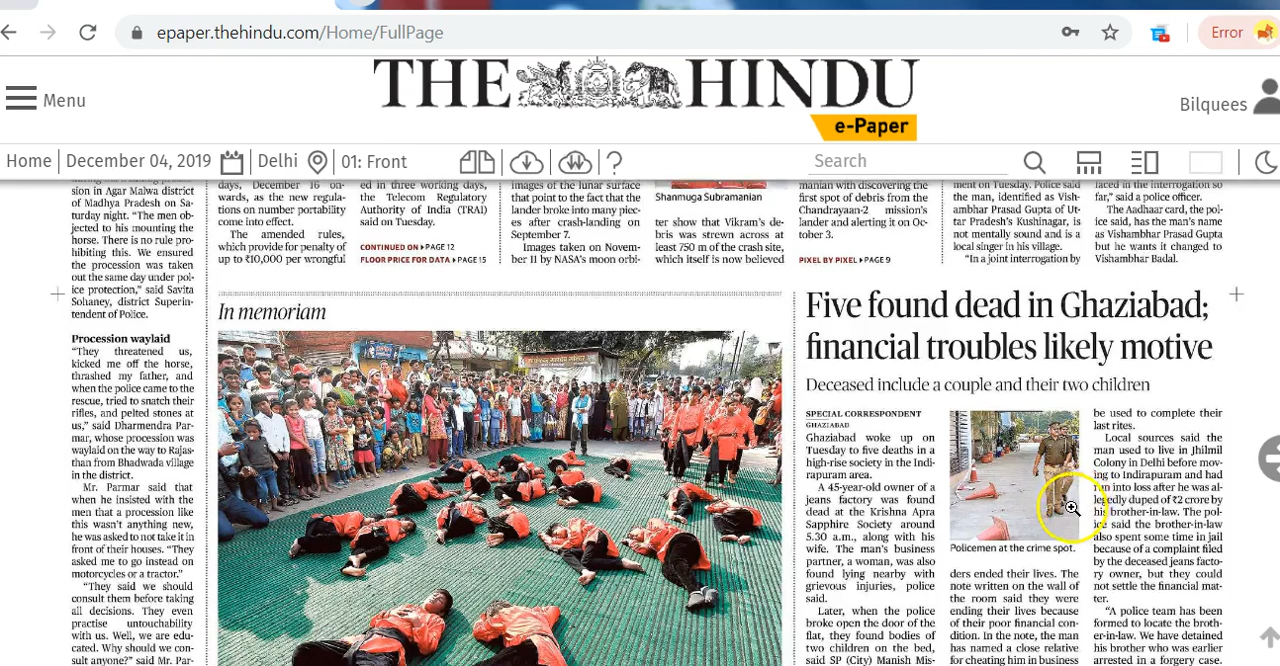 epaper.thehindu.com/Home/FullPage
Error
THE HINDU
e-Paper
Menu
Bilquees
Home
December 04, 2019
Delhi
01: Front
Search
sion in Agar Malwa district
of Madhya Pradesh on Sa-
turday night. "The men ob-
jected to his mounting the
horse. There is no rule pro-
hibiting this. We ensured
the procession was taken
out the same day under pol-
ice protection," said Savita
Sohaney, district Superin-
tendent of Police.
Procession waylaid
"They threatened us,
kicked me off the horse,
thrashed my father, and
when the police came to the
rescue, tried to snatch their
rifles, and pelted stones at
us," said Dharmendra Par-
mar, whose procession was
waylaid on the way to Rajas-
than from Bhadwada village
in the district.
Mr. Parmar said that
when he insisted with the
men that a procession like
this wasn't anything new,
he was asked to not take it in
front of their houses. "They
asked me to go instead on
motorcycles or a tractor."
"They said we should
consult them before taking
all decisions. They even
practise untouchability
with us. Well, we are edu-
cated. Why should we con-
sult anyone?" said Mr. Par-
days, December 16 on-
wards, as the new regula-
tions on number portability
come into effect.
The amended rules,
which provide for penalty of
up to ₹10,000 per wrongful
ed in three working days,
the Telecom Regulatory
Authority of India (TRAI)
said on Tuesday.
CONTINUED ON ▸ PAGE 12
FLOOR PRICE FOR DATA ▸ PAGE 15
images of the lunar surface
that point to the fact that the
lander broke into many piec-
es after crash-landing on
September 7.
Images taken on Novem-
ber 11 by NASA's moon orbi-
Shanmuga Subramanian
ter show that Vikram's de-
bris was strewn across at
least 750 m of the crash site,
which itself is now believed
manian with discovering the
first spot of debris from the
Chandrayaan-2 mission's
lander and alerting it on Oc-
tober 3.
PIXEL BY PIXEL ▸ PAGE 9
ment on Tuesday. Police said
the man, identified as Vish-
ambhar Prasad Gupta of Ut-
tar Pradesh's Kushinagar, is
not mentally sound and is a
local singer in his village.
"In a joint interrogation by
faced in the interrogation so
far," said a police officer.
The Aadhaar card, the pol-
ice said, has the man's name
as Vishambhar Prasad Gupta
but he wants it changed to
Vishambhar Badal.
In memoriam
Five found dead in Ghaziabad;
financial troubles likely motive
Deceased include a couple and their two children
SPECIAL CORRESPONDENT
GHAZIABAD
Ghaziabad woke up on
Tuesday to five deaths in a
high-rise society in the Indi-
rapuram area.
A 45-year-old owner of a
jeans factory was found
dead at the Krishna Apra
Sapphire Society around
5.30 a.m., along with his
wife. The man's business
partner, a woman, was also
found lying nearby with
grievous injuries, police
said.
Later, when the police
broke open the door of the
flat, they found bodies of
two children on the bed,
said SP (City) Manish Mis-
Policemen at the crime spot.
ders ended their lives. The
note written on the wall of
the room said they were
ending their lives because
of their poor financial con-
dition. In the note, the man
has named a close relative
for cheating him in business
be used to complete their
last rites.
Local sources said the
man used to live in Jhilmil
Colony in Delhi before mov-
ing to Indirapuram and had
run into loss after he was al-
legedly duped of ₹2 crore by
his brother-in-law. The pol-
ice said the brother-in-law
also spent some time in jail
because of a complaint filed
by the deceased jeans facto-
ry owner, but they could
not settle the financial mat-
ter.
"A police team has been
formed to locate the broth-
er-in-law. We have detained
his brother who was earlier
arrested in a forgery